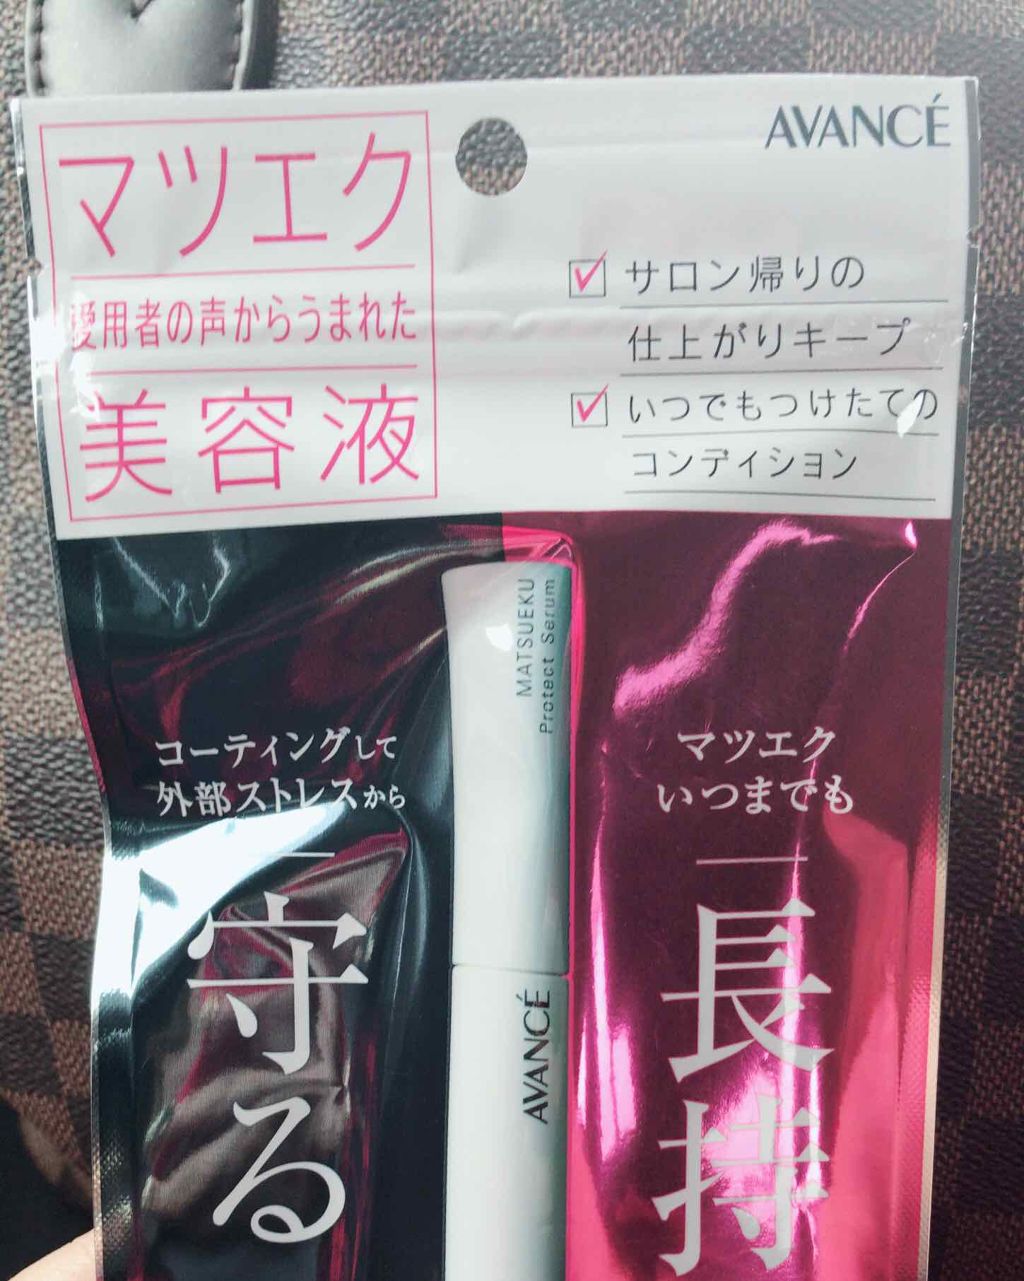 AVANCÉ
マツエク
愛用者の声からうまれた
美容液
サロン帰りの
仕上がりキープ
いつでもつけたての
コンディション
MATSUEKU
Protect Serum
AVANCÉ
コーティングして
外部ストレスから
守る
マツエク
いつまでも
長持